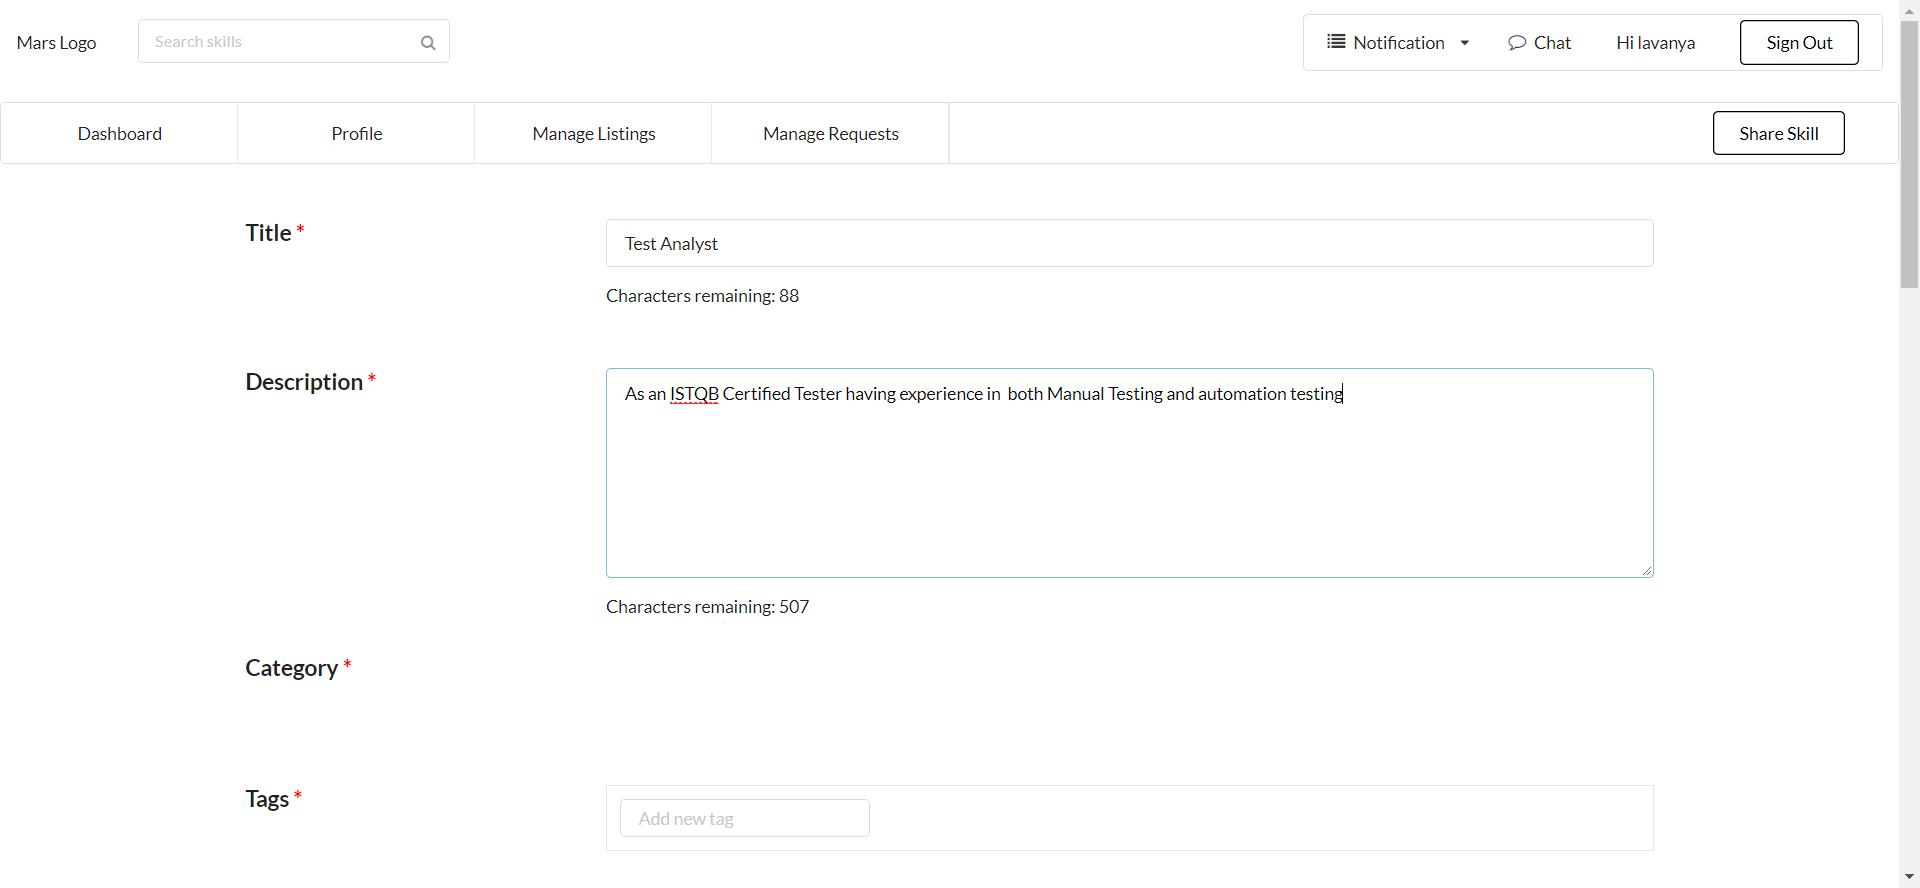 Mars Logo
Search skills
Notification
Chat
Hi lavanya
Sign Out
Dashboard
Profile
Manage Listings
Manage Requests
Share Skill
Title *
Test Analyst
Characters remaining: 88
Description *
As an ISTQB Certified Tester having experience in  both Manual Testing and automation testing
Characters remaining: 507
Category *
Tags *
Add new tag